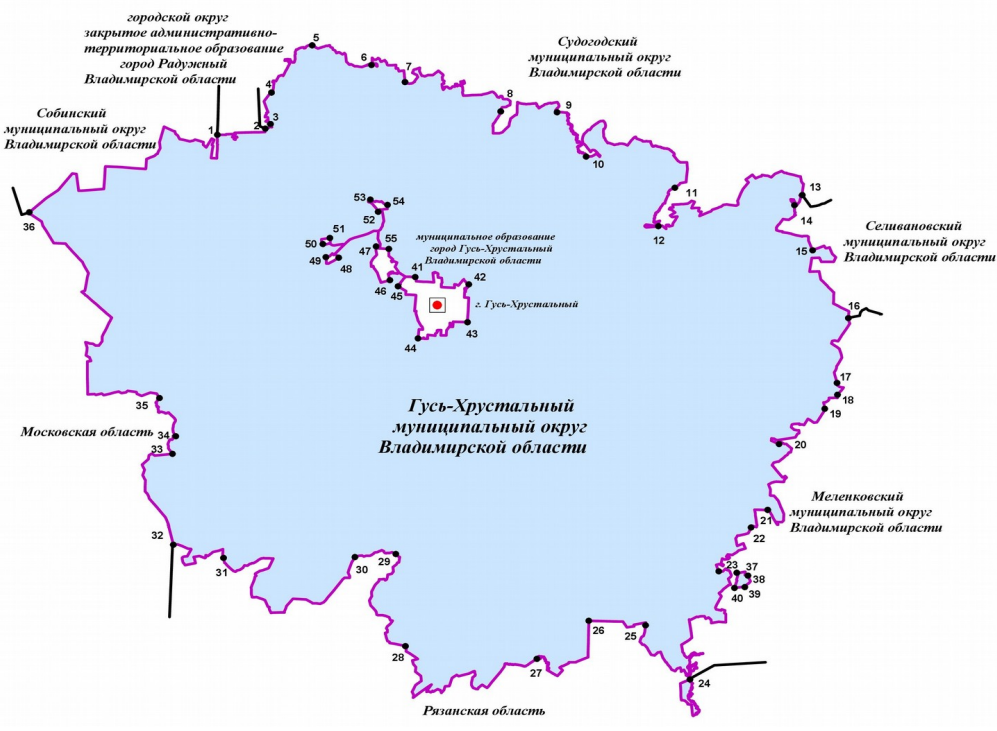 городской округ
закрытое административно-
территориальное образование
город Радужный
Владимирской области
Судогодский
муниципальный округ
Владимирской области
Собинский
муниципальный округ
Владимирской области
5
6
7
4
8
9
3
2
1
10
11
13
12
14
36
53
54
52
51
50
49
48
47
55
муниципальное образование
город Гусь-Хрустальный
Владимирской области
15
Селивановский
муниципальный округ
Владимирской области
46
45
41
42
г. Гусь-Хрустальный
16
43
44
17
18
19
35
Гусь-Хрустальный
муниципальный округ
Владимирской области
Московская область
34
33
20
Меленковский
муниципальный округ
Владимирской области
21
22
32
31
30
29
23
37
38
39
40
26
25
28
27
24
Рязанская область